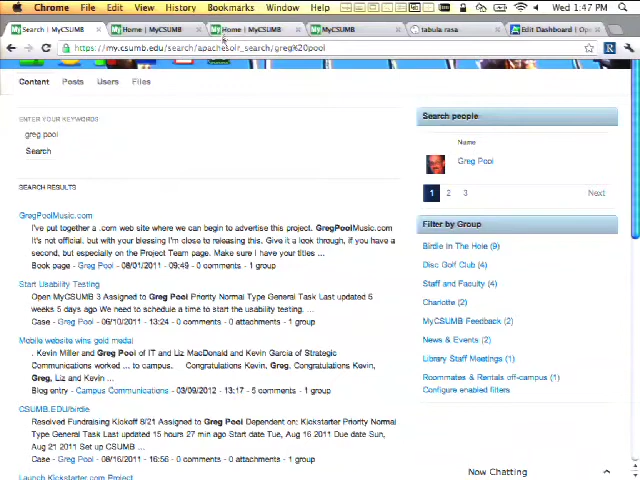 Chrome File Edit View History Bookmarks Window Help Wed 1:47 PM
Search | MyCSUMB Home | MyCSUMB Home | MyCSUMB MyCSUMB tabula rasa Edit Dashboard | Ope
https://my.csumb.edu/search/apachesolr_search/greg%20pool
Content Posts Users Files
ENTER YOUR KEYWORDS
greg pool
Search
SEARCH RESULTS
GregPoolMusic.com
I've put together a .com web site where we can begin to advertise this project. GregPoolMusic.com
It's not official, but with your blessing I'm close to releasing this. Give it a look through, if you have a
second, but especially on the Project Team page. Make sure I have your titles ...
Book page - Greg Pool - 08/01/2011 - 09:49 - 0 comments - 1 group
Start Usability Testing
Open MyCSUMB 3 Assigned to Greg Pool Priority Normal Type General Task Last updated 5
weeks 5 days ago We need to schedule a time to start the usability testing. ...
Case - Greg Pool - 06/10/2011 - 13:24 - 0 comments - 0 attachments - 1 group
Mobile website wins gold medal
. Kevin Miller and Greg Pool of IT and Liz MacDonald and Kevin Garcia of Strategic
Communications worked ... to campus. Congratulations Kevin, Greg, Congratulations Kevin,
Greg, Liz and Kevin ...
Blog entry - Campus Communications - 03/09/2012 - 13:17 - 5 comments - 1 group
CSUMB.EDU/birdie
Resolved Fundraising Kickoff 8/21 Assigned to Greg Pool Dependent on: Kickstarter Priority
Normal Type General Task Last updated 15 hours 27 min ago Start date Tue, Aug 16 2011 Due date Sun,
Aug 21 2011 Set up CSUMB ...
Case - Greg Pool - 08/16/2011 - 16:56 - 0 comments - 0 attachments - 1 group
Launch Kickstarter.com Project
Search people
Name
Greg Pool
1 2 3 Next
Filter by Group
Birdie In The Hole (9)
Disc Golf Club (4)
Staff and Faculty (4)
Charlotte (2)
MyCSUMB Feedback (2)
News & Events (2)
Library Staff Meetings (1)
Roommates & Rentals off-campus (1)
Configure enabled filters
Now Chatting